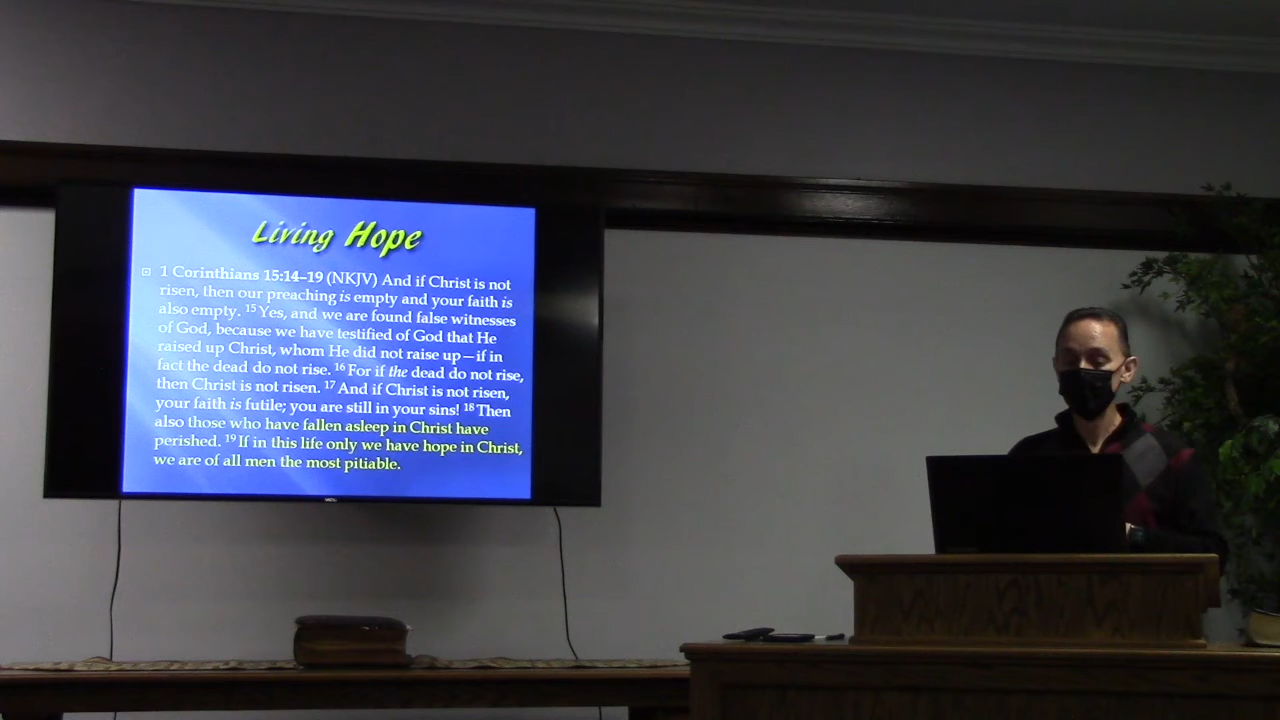 Living Hope
1 Corinthians 15:14–19 (NKJV) And if Christ is not
risen, then our preaching is empty and your faith is
also empty. 15 Yes, and we are found false witnesses
of God, because we have testified of God that He
raised up Christ, whom He did not raise up—if in
fact the dead do not rise. 16 For if the dead do not rise,
then Christ is not risen. 17 And if Christ is not risen,
your faith is futile; you are still in your sins! 18 Then
also those who have fallen asleep in Christ have
perished. 19 If in this life only we have hope in Christ,
we are of all men the most pitiable.